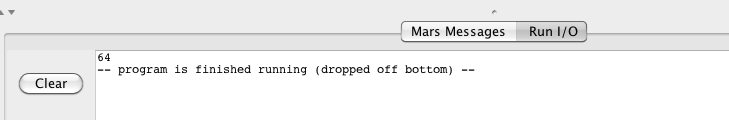 Mars Messages Run I/O
64
-- program is finished running (dropped off bottom) --
Clear